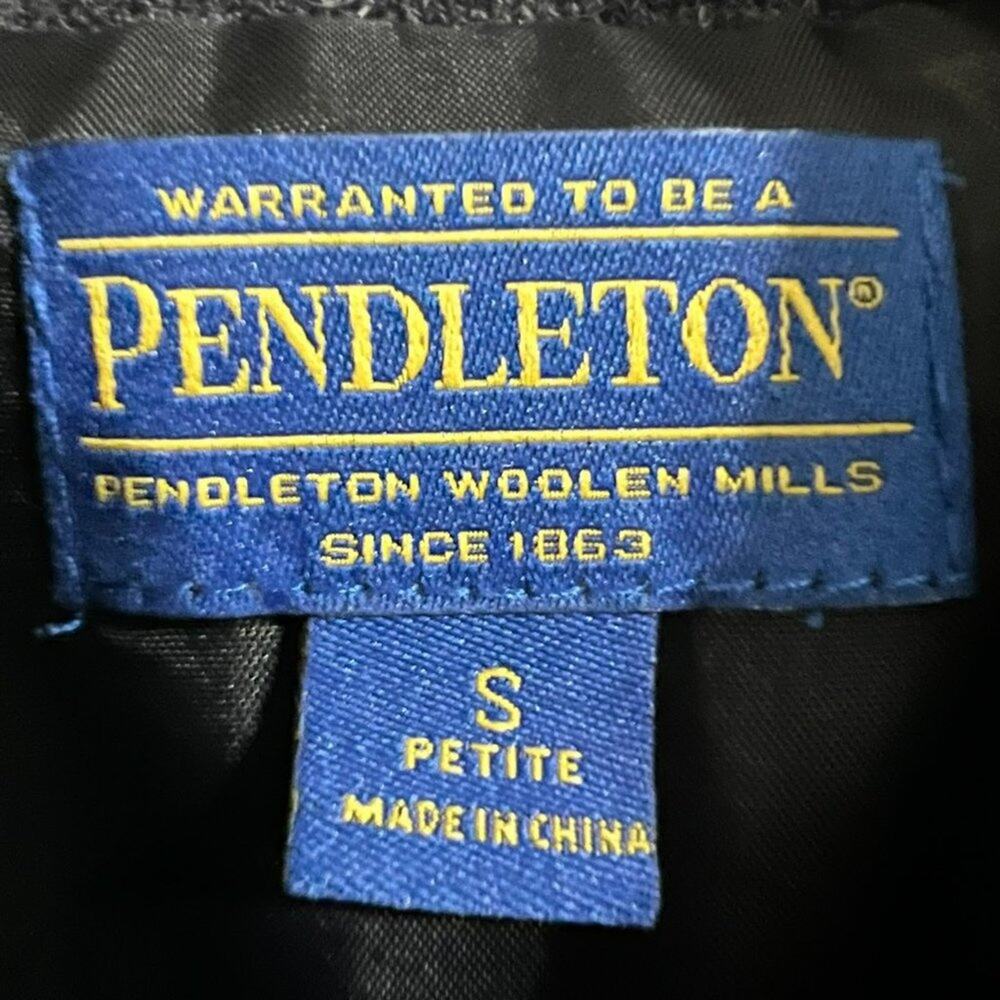 WARRANTED TO BE A
PENDLETON®
PENDLETON WOOLEN MILLS
SINCE 1863
S
PETITE
MADE IN CHINA